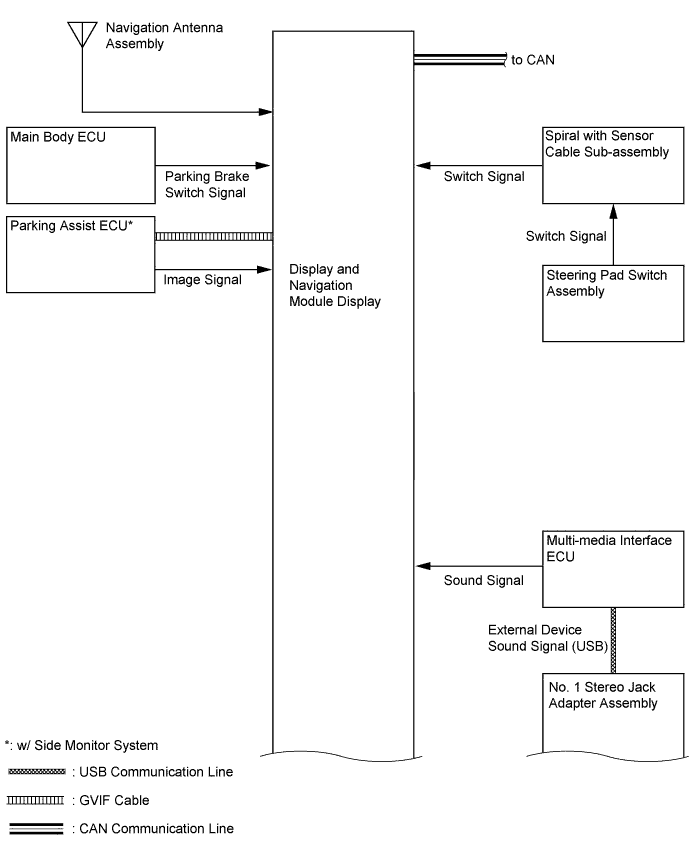 Navigation Antenna
Assembly
to CAN
Main Body ECU
Parking Brake
Switch Signal
Spiral with Sensor
Cable Sub-assembly
Switch Signal
Parking Assist ECU*
Image Signal
Switch Signal
Display and
Navigation
Module Display
Steering Pad Switch
Assembly
Multi-media Interface
ECU
Sound Signal
External Device
Sound Signal (USB)
No. 1 Stereo Jack
Adapter Assembly
*: w/ Side Monitor System
: USB Communication Line
: GVIF Cable
: CAN Communication Line